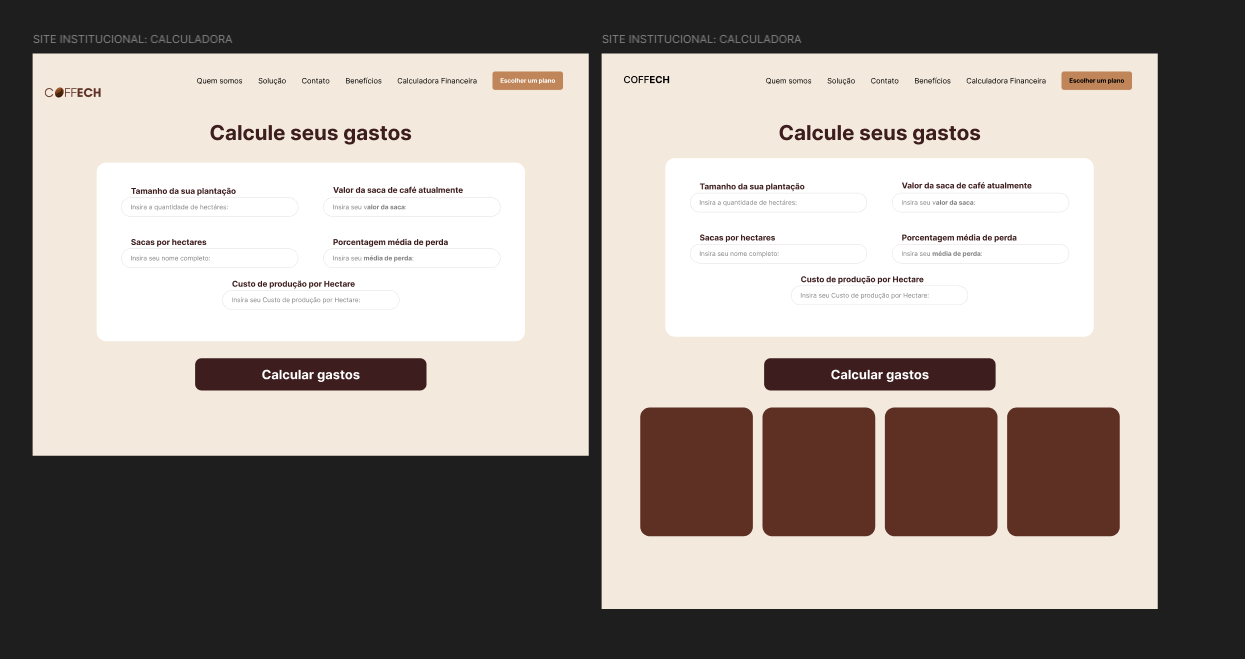 SITE INSTITUCIONAL: CALCULADORA
COFFECH
Quem somos Solução Contato Benefícios Calculadora Financeira Escolher um plano
Calcule seus gastos
Tamanho da sua plantação
Insira a quantidade de hectáres:
Valor da saca de café atualmente
Insira seu valor da saca:
Sacas por hectares
Insira seu nome completo:
Porcentagem média de perda
Insira seu média de perda:
Custo de produção por Hectare
Insira seu Custo de produção por Hectare:
Calcular gastos
SITE INSTITUCIONAL: CALCULADORA
COFFECH
Quem somos Solução Contato Benefícios Calculadora Financeira Escolher um plano
Calcule seus gastos
Tamanho da sua plantação
Insira a quantidade de hectáres:
Valor da saca de café atualmente
Insira seu valor da saca:
Sacas por hectares
Insira seu nome completo:
Porcentagem média de perda
Insira seu média de perda:
Custo de produção por Hectare
Insira seu Custo de produção por Hectare:
Calcular gastos